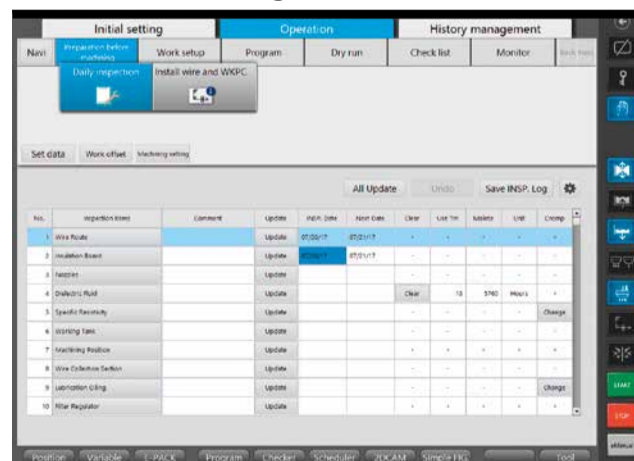 Initial setting Operation History management
Navi Preparation before machining Work setup Program Dry run Check list Monitor
Daily inspection Install wire and WKPC
Set data Work offset Machining setting
All Update Undo Save INSP. Log
No. Inspection items Comment Update INSP. Date Next Date Clear Use Tm Unit
1 Wire Route Update 07/20/17 07/21/17
2 Insulation Board Update 07/21/17
3 Nozzles Update
4 Dielectric Fluid Clear 10 5760 Hours
5 Specific Resistivity Update Change
6 Working Tank Update
7 Machining Position Update
8 Wire Collection Section Update
9 Lubrication Oiling Update Change
10 Filter Regulator Update
START
STOP
Position Variable E-PACK Program Checker Scheduler 2DCAM Simple HG Tool